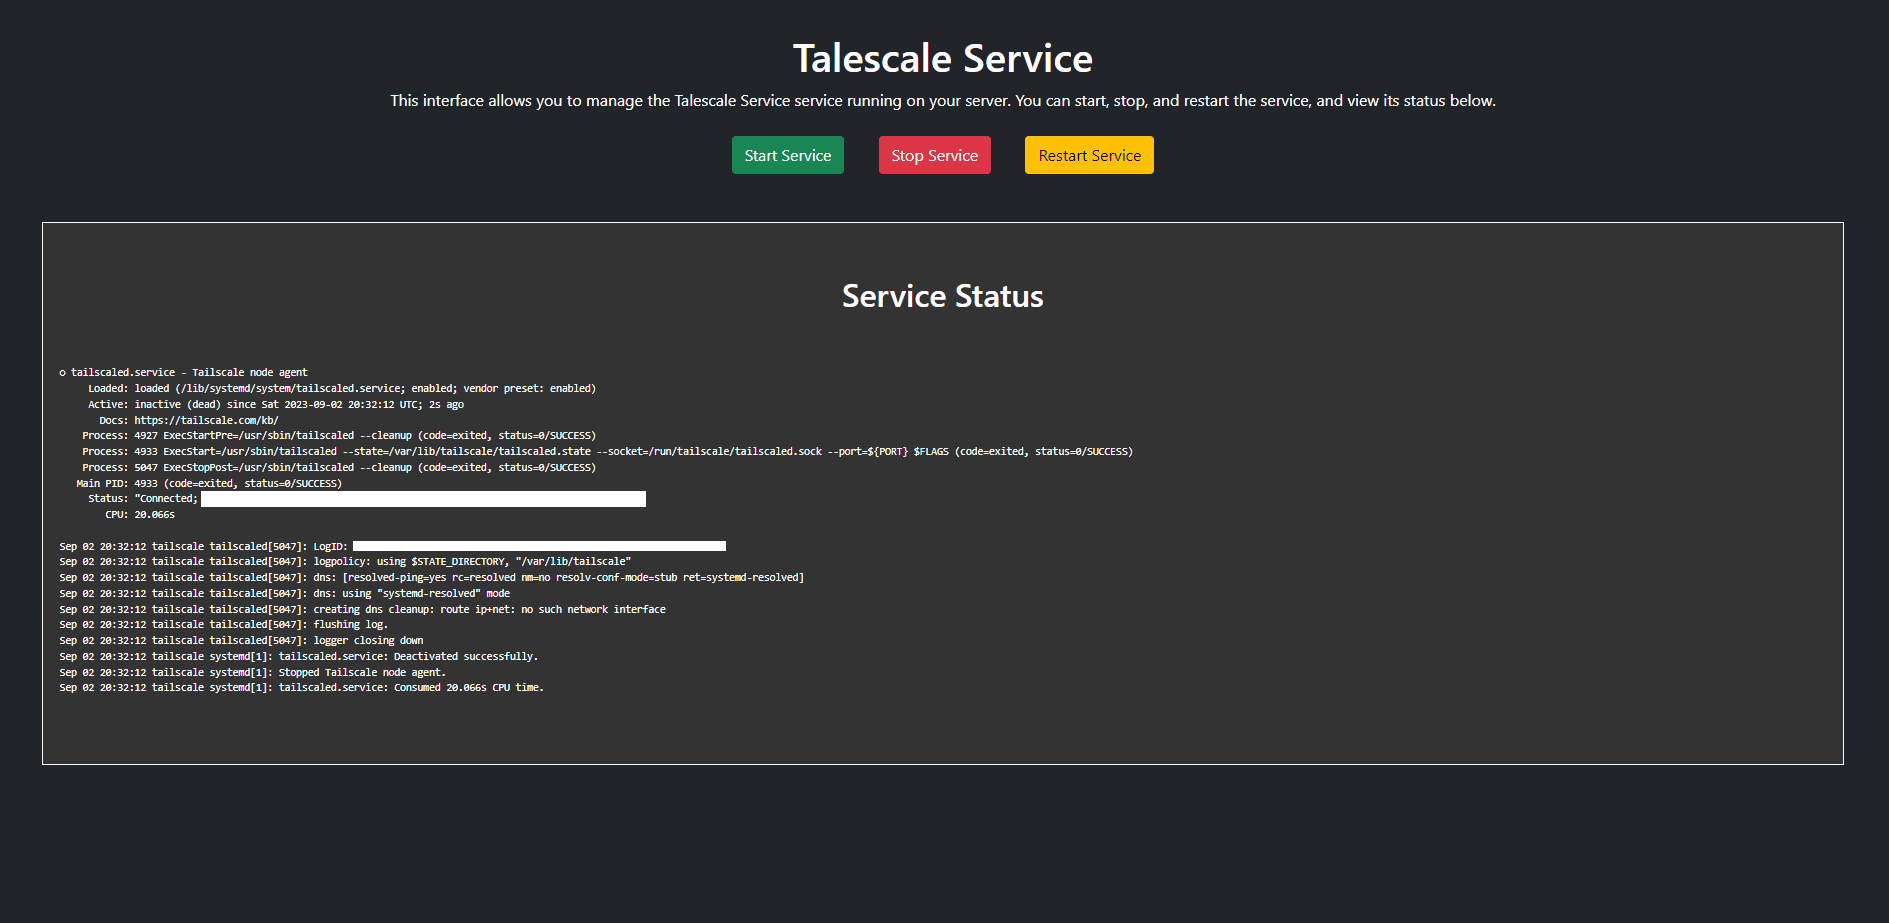 Talescale Service
This interface allows you to manage the Talescale Service service running on your server. You can start, stop, and restart the service, and view its status below.
Start Service Stop Service Restart Service
Service Status
o tailscaled.service - Tailscale node agent
Loaded: loaded (/lib/systemd/system/tailscaled.service; enabled; vendor preset: enabled)
Active: inactive (dead) since Sat 2023-09-02 20:32:12 UTC; 2s ago
Docs: https://tailscale.com/kb/
Process: 4927 ExecStartPre=/usr/sbin/tailscaled --cleanup (code=exited, status=0/SUCCESS)
Process: 4933 ExecStart=/usr/sbin/tailscaled --state=/var/lib/tailscale/tailscaled.state --socket=/run/tailscale/tailscaled.sock --port=${PORT} $FLAGS (code=exited, status=0/SUCCESS)
Process: 5047 ExecStopPost=/usr/sbin/tailscaled --cleanup (code=exited, status=0/SUCCESS)
Main PID: 4933 (code=exited, status=0/SUCCESS)
Status: "Connected;
CPU: 20.066s
Sep 02 20:32:12 tailscale tailscaled[5047]: LogID:
Sep 02 20:32:12 tailscale tailscaled[5047]: logpolicy: using $STATE_DIRECTORY, "/var/lib/tailscale"
Sep 02 20:32:12 tailscale tailscaled[5047]: dns: [resolved-ping=yes rc=resolved nm=no resolv-conf-mode=stub ret=systemd-resolved]
Sep 02 20:32:12 tailscale tailscaled[5047]: dns: using "systemd-resolved" mode
Sep 02 20:32:12 tailscale tailscaled[5047]: creating dns cleanup: route ip+net: no such network interface
Sep 02 20:32:12 tailscale tailscaled[5047]: flushing log.
Sep 02 20:32:12 tailscale tailscaled[5047]: logger closing down
Sep 02 20:32:12 tailscale systemd[1]: tailscaled.service: Deactivated successfully.
Sep 02 20:32:12 tailscale systemd[1]: Stopped Tailscale node agent.
Sep 02 20:32:12 tailscale systemd[1]: tailscaled.service: Consumed 20.066s CPU time.